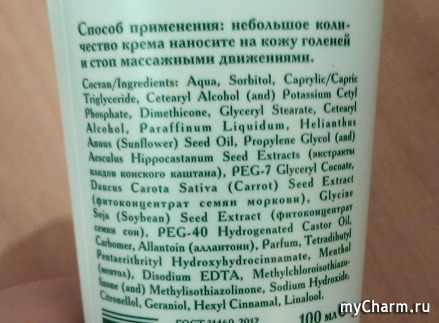 Способ применения: небольшое коли-
чество крема наносите на кожу голеней
и стоп массажными движениями.
Состав/Ingredients: Aqua, Sorbitol, Caprylic/Capric
Triglyceride, Cetearyl Alcohol (and) Potassium Cetyl
Phosphate, Dimethicone, Glyceryl Stearate, Cetearyl
Alcohol, Paraffinum Liquidum, Helianthus
Anuus (Sunflower) Seed Oil, Propylene Glycol (and)
Aesculus Hippocastanum Seed Extracts (экстракты
плодов конского каштана), PEG-7 Glyceryl Cocoate,
Daucus Carota Sativa (Carrot) Seed Extract
(фитоконцентрат семян моркови), Glycine
Soja (Soybean) Seed Extract (фитоконцентрат
семян сои), PEG-40 Hydrogenated Castor Oil,
Carbomer, Allantoin (аллантоин), Parfum, Tetradibutyl
Pentaerithrityl Hydroxyhydrocinnamate, Menthol
(ментол), Disodium EDTA, Methylchloroisothiazo-
linone (and) Methylisothiazolinone, Sodium Hydroxide,
Citronellol, Geraniol, Hexyl Cinnamal, Linalool.
ГОСТ 31460-2012
100 мл
myCharm.ru